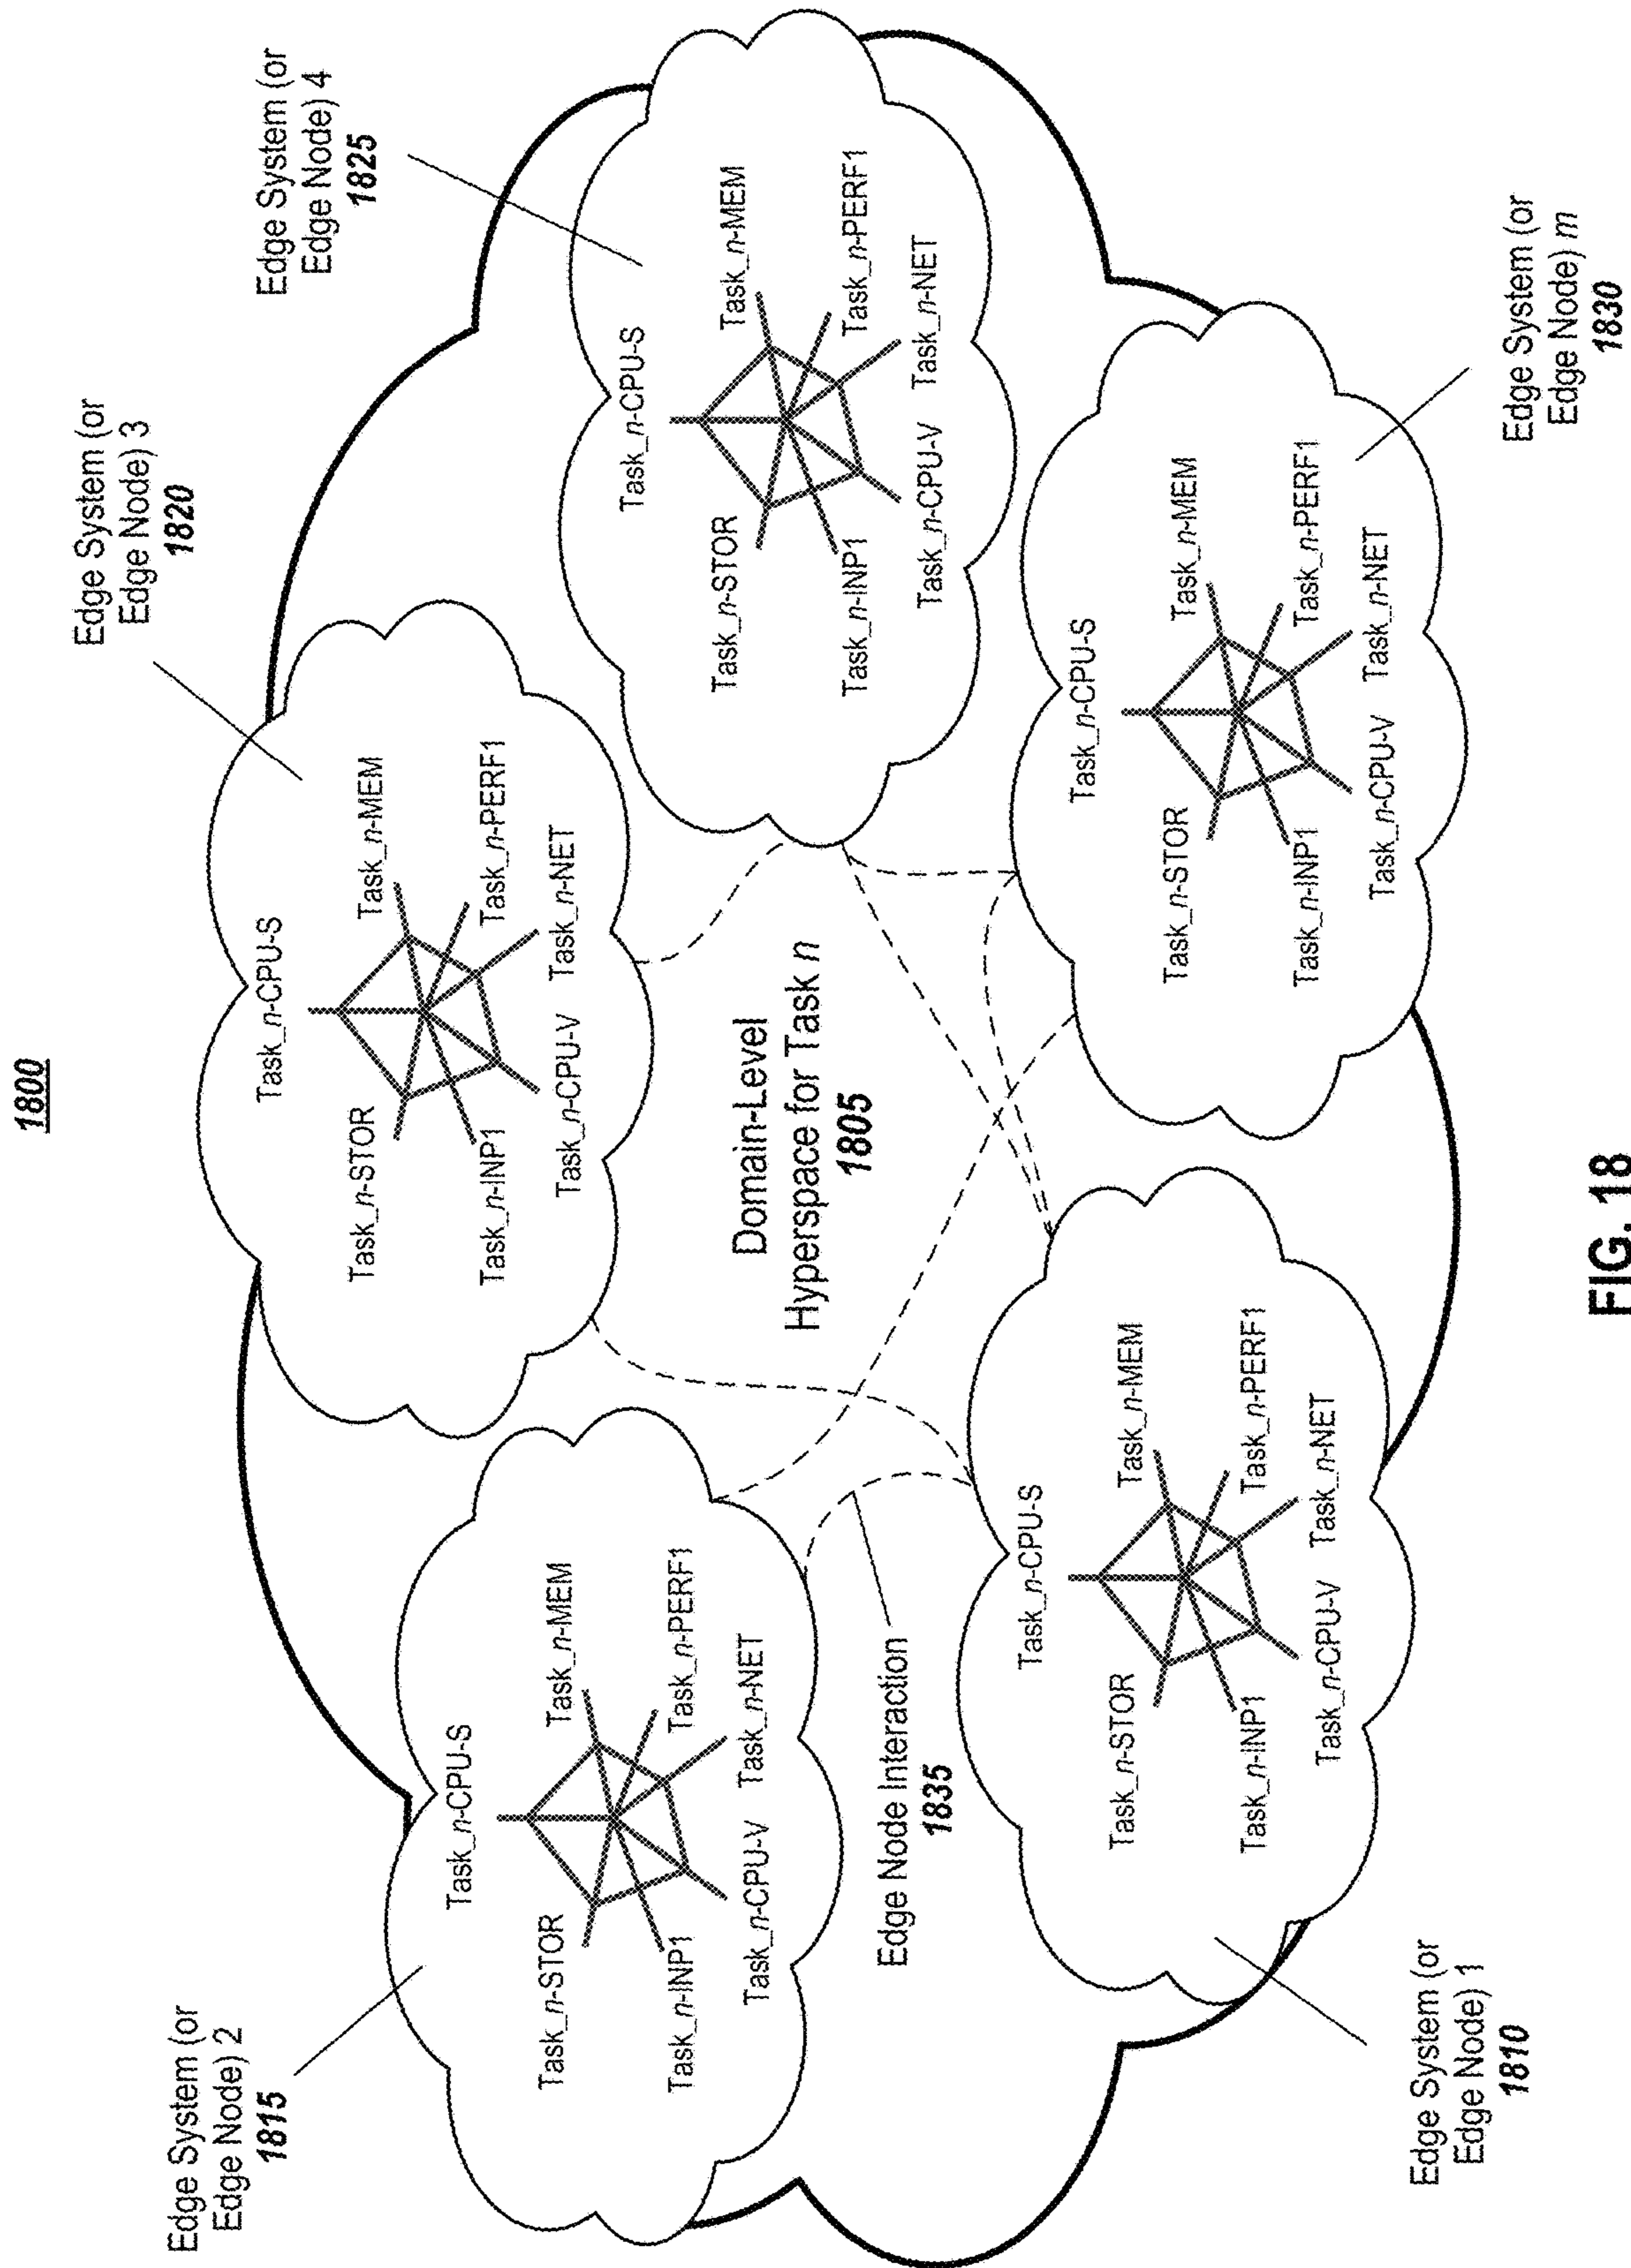 1800
Edge System (or
Edge Node) 2
1815
Edge System (or
Edge Node) 3
1820
Edge System (or
Edge Node) 4
1825
Task_n-CPU-S
Task_n-STOR
Task_n-MEM
Task_n-INP1
Task_n-PERF1
Task_n-CPU-V
Task_n-NET
Task_n-CPU-S
Task_n-STOR
Task_n-MEM
Task_n-INP1
Task_n-PERF1
Task_n-CPU-V
Task_n-NET
Task_n-CPU-S
Task_n-STOR
Task_n-MEM
Task_n-INP1
Task_n-PERF1
Task_n-CPU-V
Task_n-NET
Domain-Level
Hyperspace for Task n
1805
Edge Node Interaction
1835
Task_n-CPU-S
Task_n-STOR
Task_n-MEM
Task_n-INP1
Task_n-PERF1
Task_n-CPU-V
Task_n-NET
Task_n-CPU-S
Task_n-STOR
Task_n-MEM
Task_n-INP1
Task_n-PERF1
Task_n-CPU-V
Task_n-NET
Edge System (or
Edge Node) 1
1810
Edge System (or
Edge Node) m
1830
FIG. 18